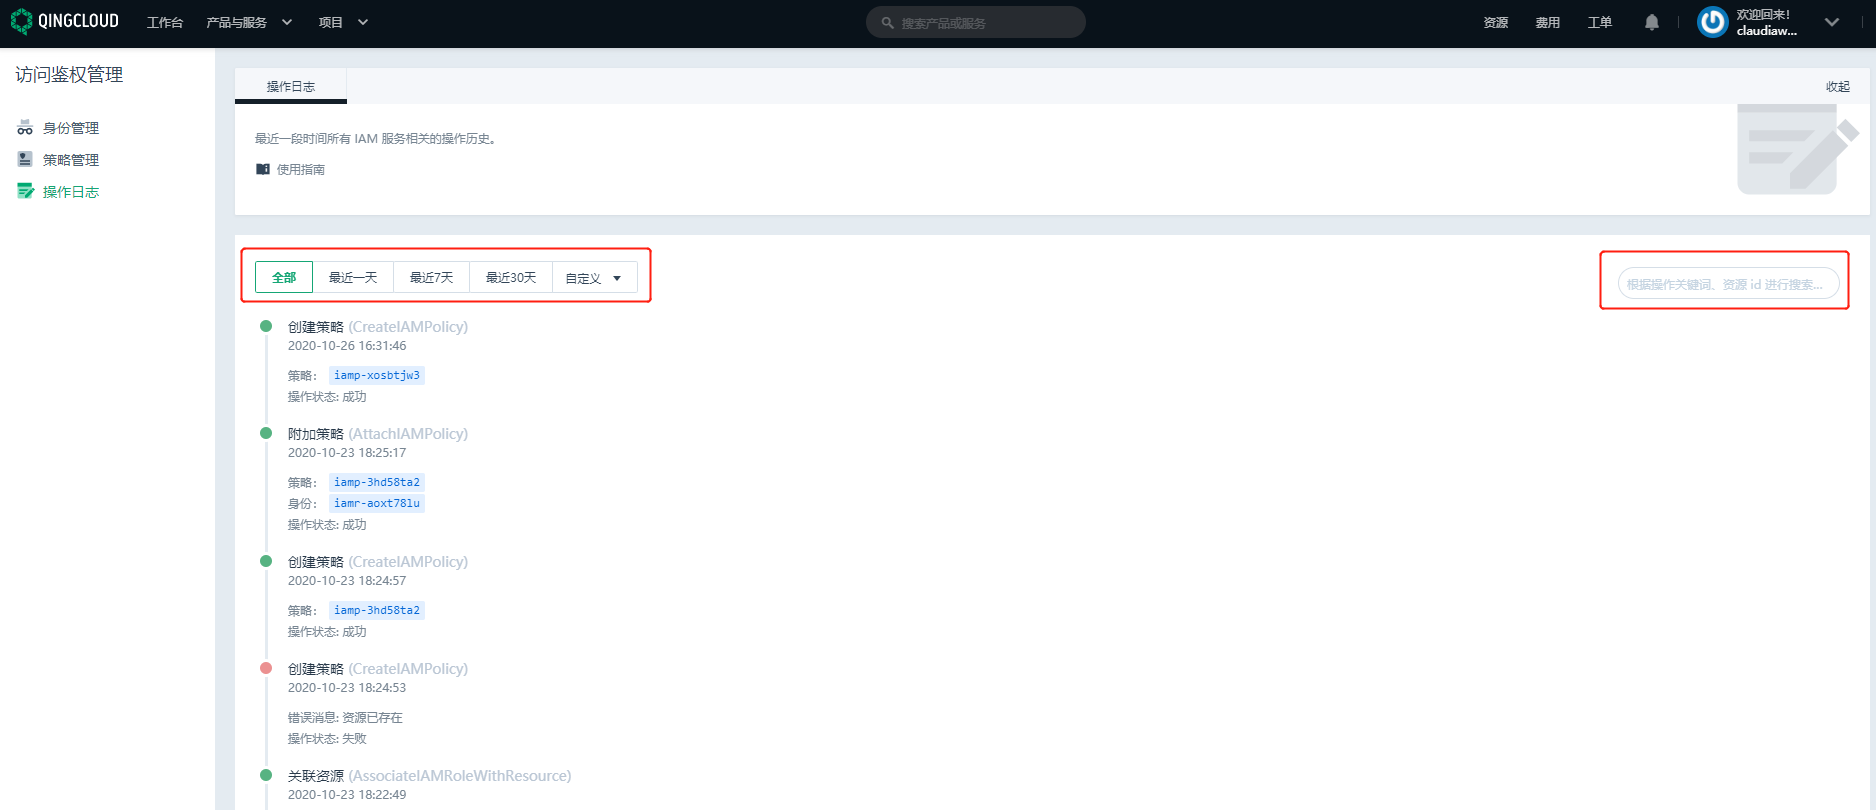 QINGCLOUD 工作台 产品与服务 项目 搜索产品或服务 资源 费用 工单 欢迎回来!
claudiaw...
访问鉴权管理
身份管理
策略管理
操作日志
操作日志 收起
最近一段时间所有 IAM 服务相关的操作历史。
使用指南
全部 最近一天 最近7天 最近30天 自定义 根据操作关键词、资源 id 进行搜索...
创建策略 (CreateIAMPolicy)
2020-10-26 16:31:46
策略: iamp-xosbtjw3
操作状态: 成功
附加策略 (AttachIAMPolicy)
2020-10-23 18:25:17
策略: iamp-3hd58ta2
身份: iamr-aoxt78lu
操作状态: 成功
创建策略 (CreateIAMPolicy)
2020-10-23 18:24:57
策略: iamp-3hd58ta2
操作状态: 成功
创建策略 (CreateIAMPolicy)
2020-10-23 18:24:53
错误消息: 资源已存在
操作状态: 失败
关联资源 (AssociateIAMRoleWithResource)
2020-10-23 18:22:49